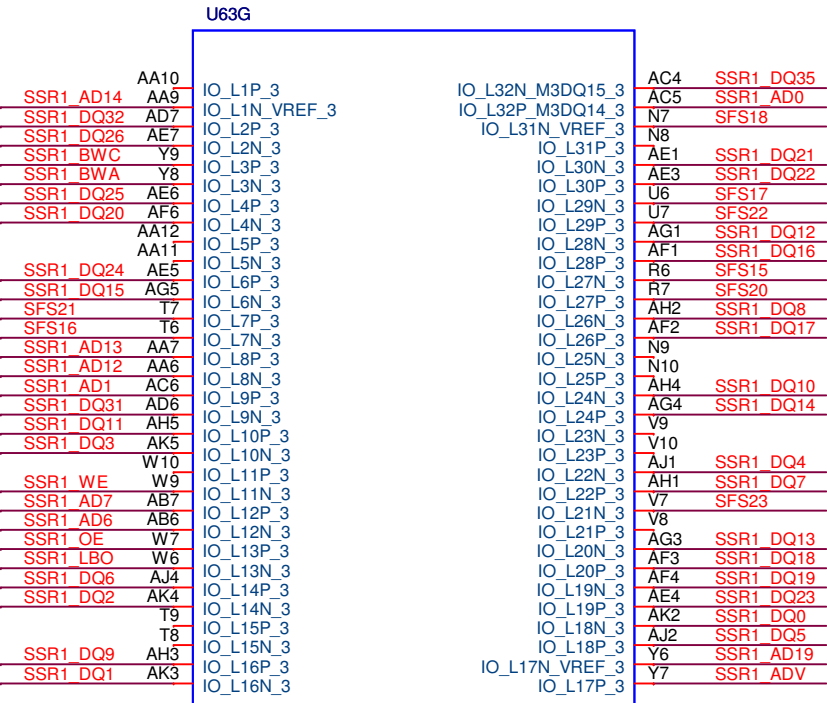 U63G
AA10 IO_L1P_3 IO_L32N_M3DQ15_3 AC4 SSR1_DQ35
SSR1_AD14 AA9 IO_L1N_VREF_3 IO_L32P_M3DQ14_3 AC5 SSR1_AD0
SSR1_DQ32 AD7 IO_L2P_3 IO_L31N_VREF_3 N7 SFS18
SSR1_DQ26 AE7 IO_L2N_3 IO_L31P_3 N8
SSR1_BWC Y9 IO_L3P_3 IO_L30N_3 AE1 SSR1_DQ21
SSR1_BWA Y8 IO_L3N_3 IO_L30P_3 AE3 SSR1_DQ22
SSR1_DQ25 AE6 IO_L4P_3 IO_L29N_3 U6 SFS17
SSR1_DQ20 AF6 IO_L4N_3 IO_L29P_3 U7 SFS22
AA12 IO_L5P_3 IO_L28N_3 AG1 SSR1_DQ12
AA11 IO_L5N_3 IO_L28P_3 AF1 SSR1_DQ16
SSR1_DQ24 AE5 IO_L6P_3 IO_L27N_3 R6 SFS15
SSR1_DQ15 AG5 IO_L6N_3 IO_L27P_3 R7 SFS20
SFS21 T7 IO_L7P_3 IO_L26N_3 AH2 SSR1_DQ8
SFS16 T6 IO_L7N_3 IO_L26P_3 AF2 SSR1_DQ17
SSR1_AD13 AA7 IO_L8P_3 IO_L25N_3 N9
SSR1_AD12 AA6 IO_L8N_3 IO_L25P_3 N10
SSR1_AD1 AC6 IO_L9P_3 IO_L24N_3 AH4 SSR1_DQ10
SSR1_DQ31 AD6 IO_L9N_3 IO_L24P_3 AG4 SSR1_DQ14
SSR1_DQ11 AH5 IO_L10P_3 IO_L23N_3 V9
SSR1_DQ3 AK5 IO_L10N_3 IO_L23P_3 V10
W10 IO_L11P_3 IO_L22N_3 AJ1 SSR1_DQ4
SSR1_WE W9 IO_L11N_3 IO_L22P_3 AH1 SSR1_DQ7
SSR1_AD7 AB7 IO_L12P_3 IO_L21N_3 V7 SFS23
SSR1_AD6 AB6 IO_L12N_3 IO_L21P_3 V8
SSR1_OE W7 IO_L13P_3 IO_L20N_3 AG3 SSR1_DQ13
SSR1_LBO W6 IO_L13N_3 IO_L20P_3 AF3 SSR1_DQ18
SSR1_DQ6 AJ4 IO_L14P_3 IO_L19N_3 AF4 SSR1_DQ19
SSR1_DQ2 AK4 IO_L14N_3 IO_L19P_3 AE4 SSR1_DQ23
T9 IO_L15P_3 IO_L18N_3 AK2 SSR1_DQ0
T8 IO_L15N_3 IO_L18P_3 AJ2 SSR1_DQ5
SSR1_DQ9 AH3 IO_L16P_3 IO_L17N_VREF_3 Y6 SSR1_AD19
SSR1_DQ1 AK3 IO_L16N_3 IO_L17P_3 Y7 SSR1_ADV